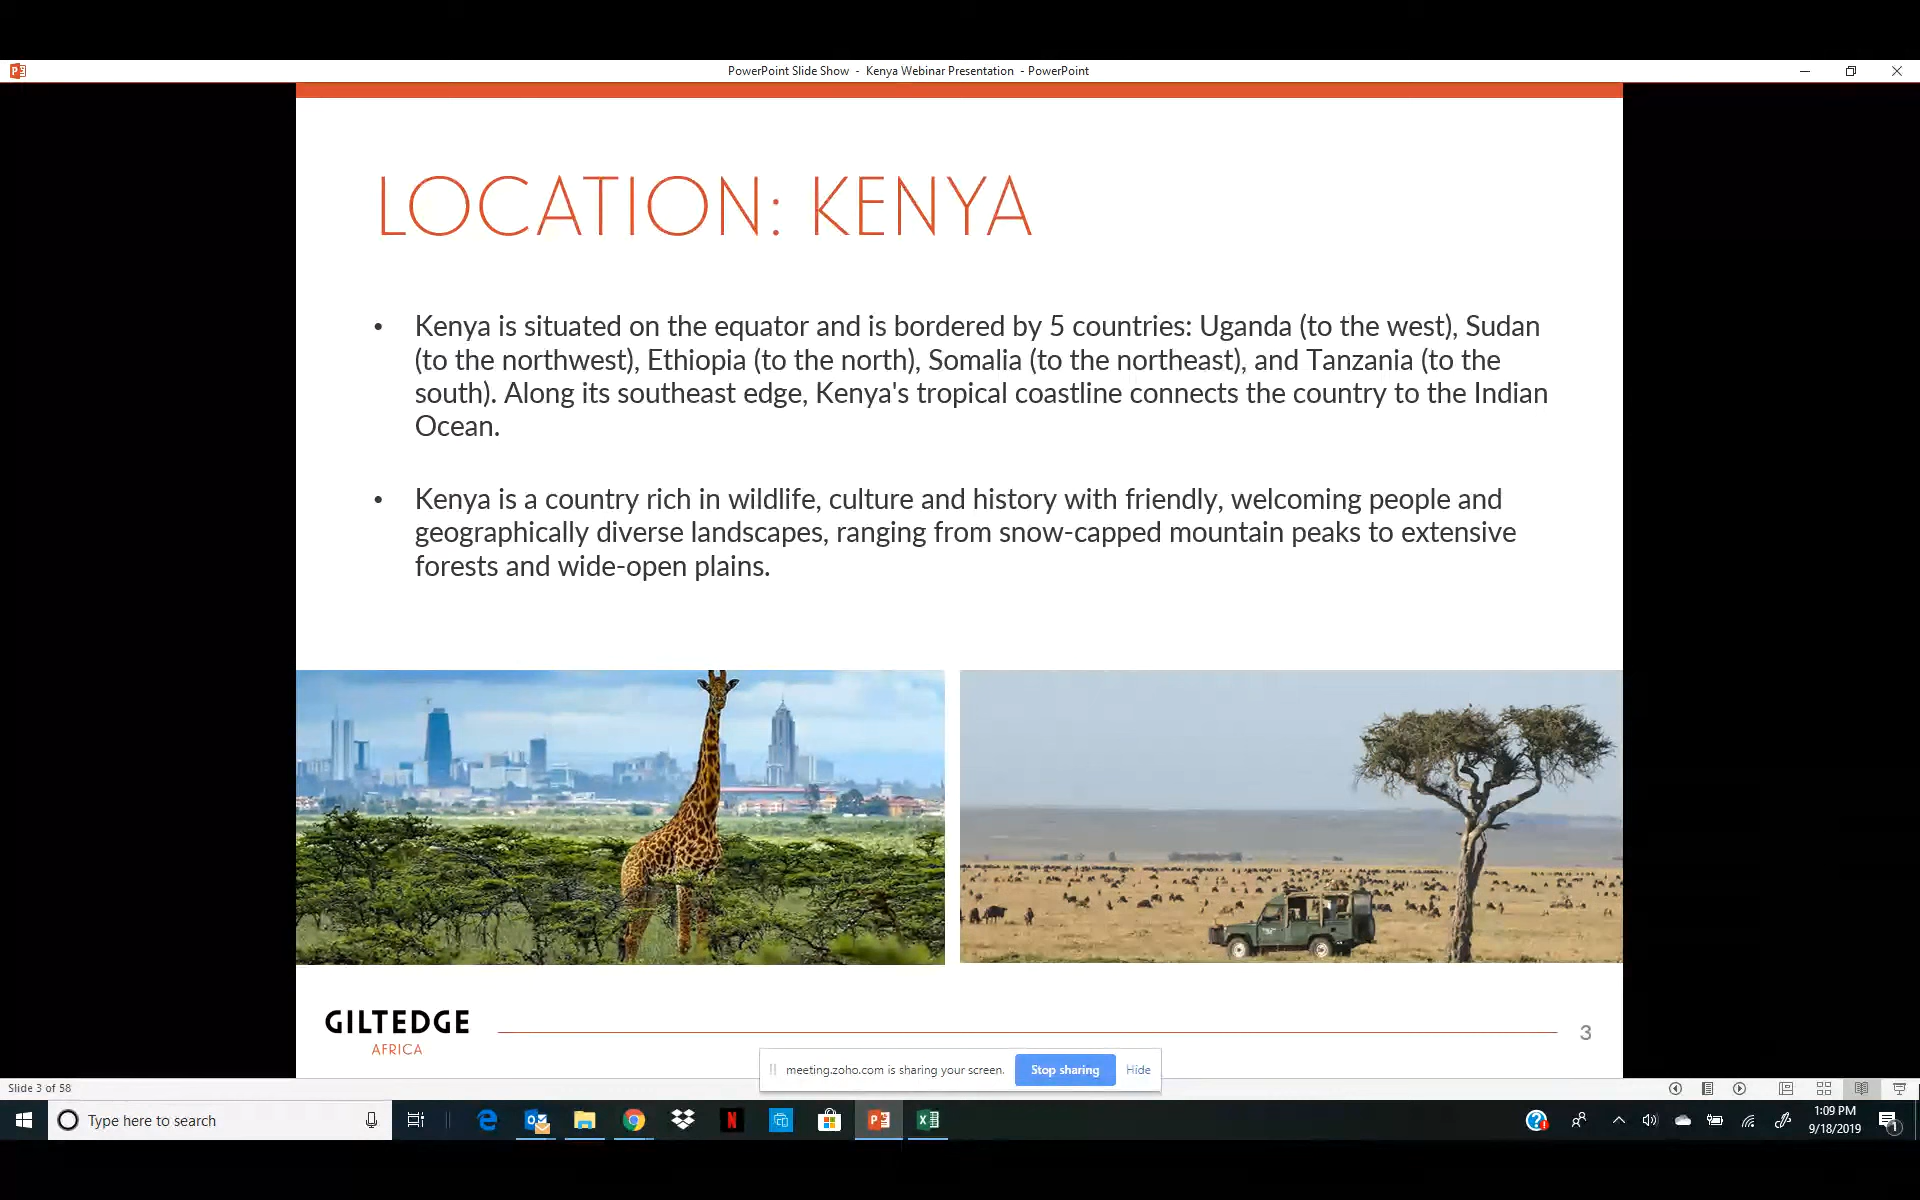 PowerPoint Slide Show - Kenya Webinar Presentation - PowerPoint
LOCATION: KENYA
• Kenya is situated on the equator and is bordered by 5 countries: Uganda (to the west), Sudan
(to the northwest), Ethiopia (to the north), Somalia (to the northeast), and Tanzania (to the
south). Along its southeast edge, Kenya's tropical coastline connects the country to the Indian
Ocean.
• Kenya is a country rich in wildlife, culture and history with friendly, welcoming people and
geographically diverse landscapes, ranging from snow-capped mountain peaks to extensive
forests and wide-open plains.
GILTEDGE
AFRICA
3
meeting.zoho.com is sharing your screen. Stop sharing Hide
Slide 3 of 58
Type here to search
1:09 PM
9/18/2019
1